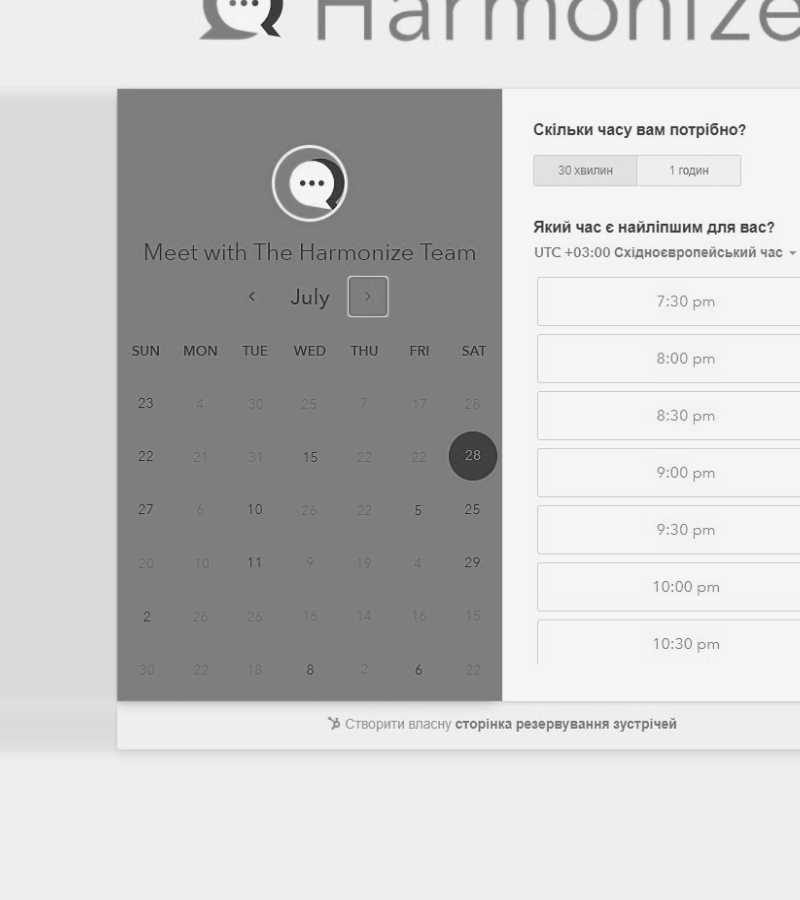 Harmonize
Meet with The Harmonize Team
July
SUN MON TUE WED THU FRI SAT
23 4 30 25 7 17 28
22 21 31 15 22 22 28
27 6 10 26 22 5 25
20 10 11 9 19 4 29
2 26 26 16 14 16 15
30 22 18 8 2 6 22
Скільки часу вам потрібно?
30 хвилин 1 годин
Який час є найліпшим для вас?
UTC +03:00 Східноєвропейський час
7:30 pm
8:00 pm
8:30 pm
9:00 pm
9:30 pm
10:00 pm
10:30 pm
Створити власну сторінка резервування зустрічей